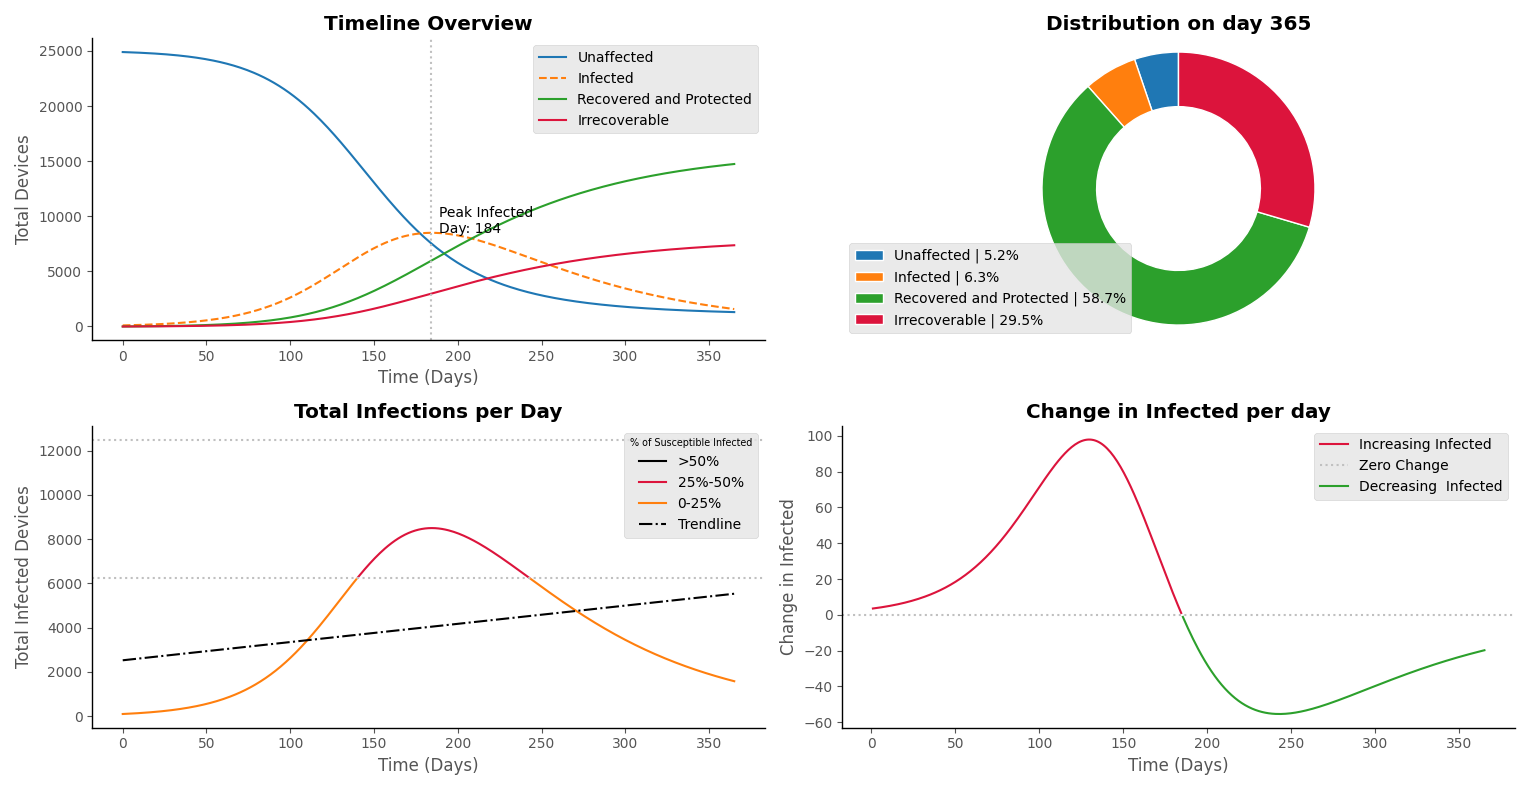 Timeline Overview
25000
20000
15000
10000
5000
0
Total Devices
Unaffected
Infected
Recovered and Protected
Irrecoverable
Peak Infected
Day: 184
0 50 100 150 200 250 300 350
Time (Days)
Distribution on day 365
Unaffected | 5.2%
Infected | 6.3%
Recovered and Protected | 58.7%
Irrecoverable | 29.5%
Total Infections per Day
12000
10000
8000
6000
4000
2000
0
Total Infected Devices
% of Susceptible Infected
>50%
25%-50%
0-25%
Trendline
0 50 100 150 200 250 300 350
Time (Days)
Change in Infected per day
100
80
60
40
20
0
−20
−40
−60
Change in Infected
Increasing Infected
Zero Change
Decreasing  Infected
0 50 100 150 200 250 300 350
Time (Days)